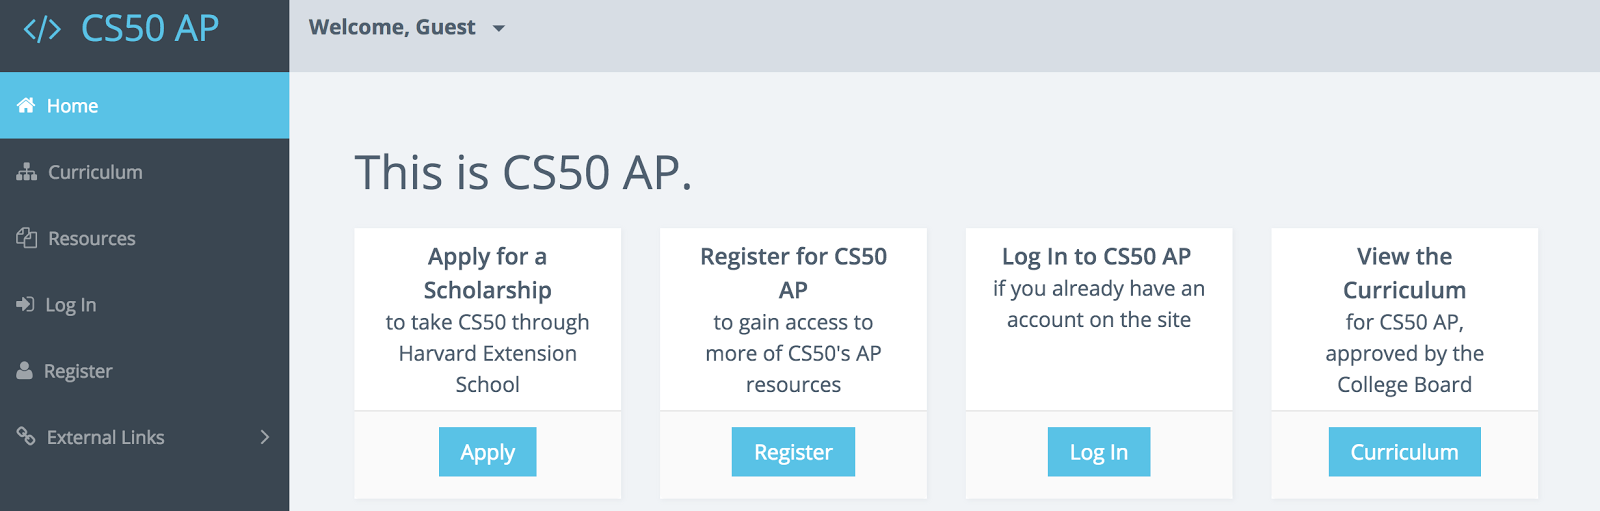 CS50 AP
Welcome, Guest
Home
Curriculum
Resources
Log In
Register
External Links
This is CS50 AP.
Apply for a
Scholarship
to take CS50 through
Harvard Extension
School
Apply
Register for CS50
AP
to gain access to
more of CS50's AP
resources
Register
Log In to CS50 AP
if you already have an
account on the site
Log In
View the
Curriculum
for CS50 AP,
approved by the
College Board
Curriculum